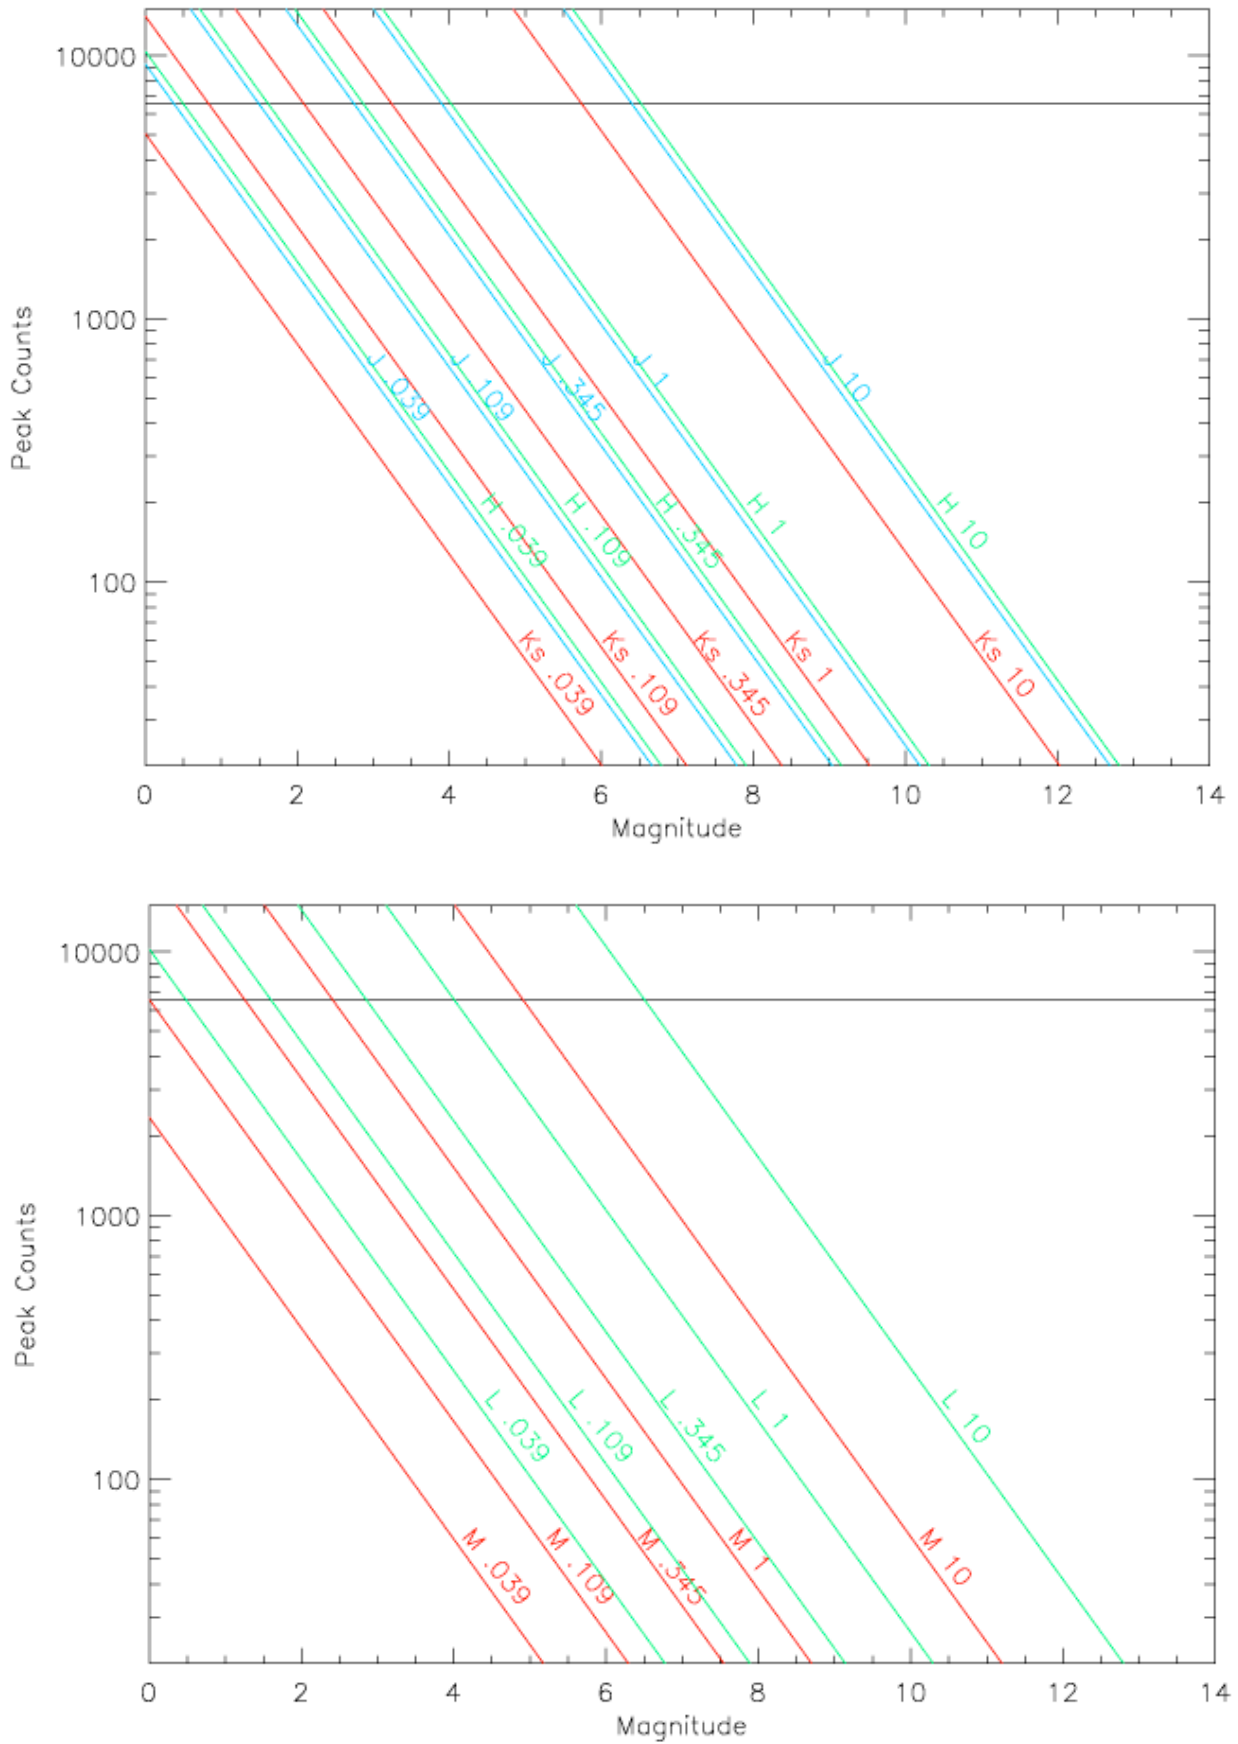 10000
1000
100
Peak Counts
J .039
J .109
J .345
J 1
J 10
H .039
H .109
H .345
H 1
H 10
Ks .039
Ks .109
Ks .345
Ks 1
Ks 10
0 2 4 6 8 10 12 14
Magnitude
10000
1000
100
Peak Counts
L .039
L .109
L .345
L 1
L 10
M .039
M .109
M .345
M 1
M 10
0 2 4 6 8 10 12 14
Magnitude